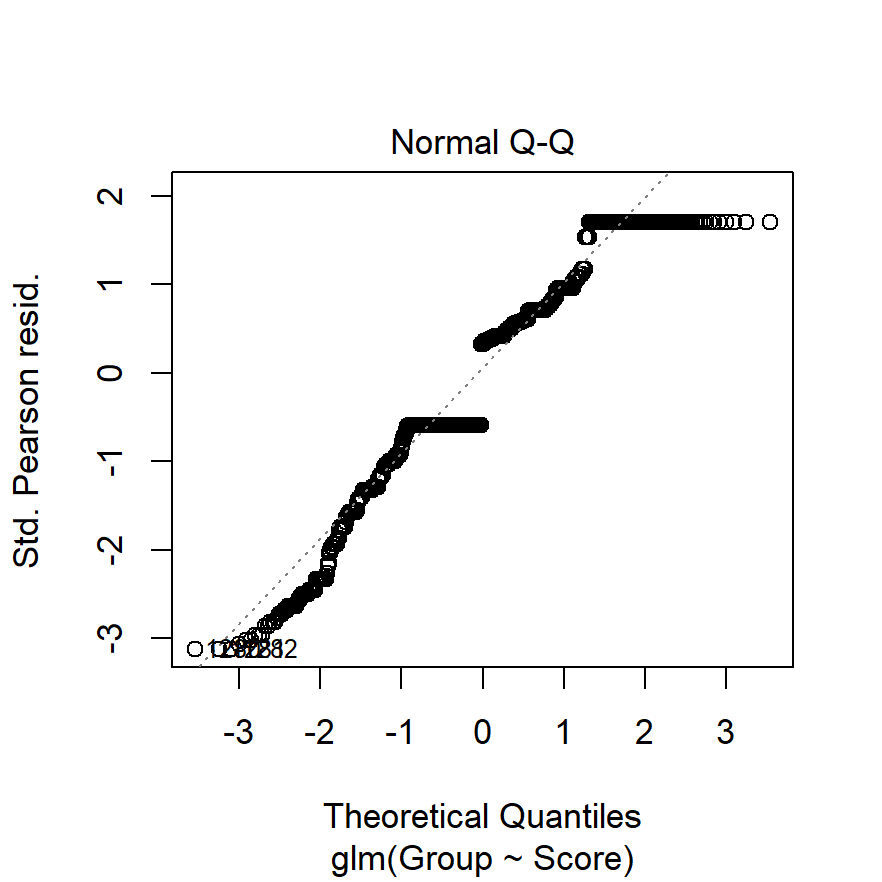 Normal Q-Q
Std. Pearson resid.
2
1
0
-1
-2
-3
-3 -2 -1 0 1 2 3
Theoretical Quantiles
glm(Group ~ Score)